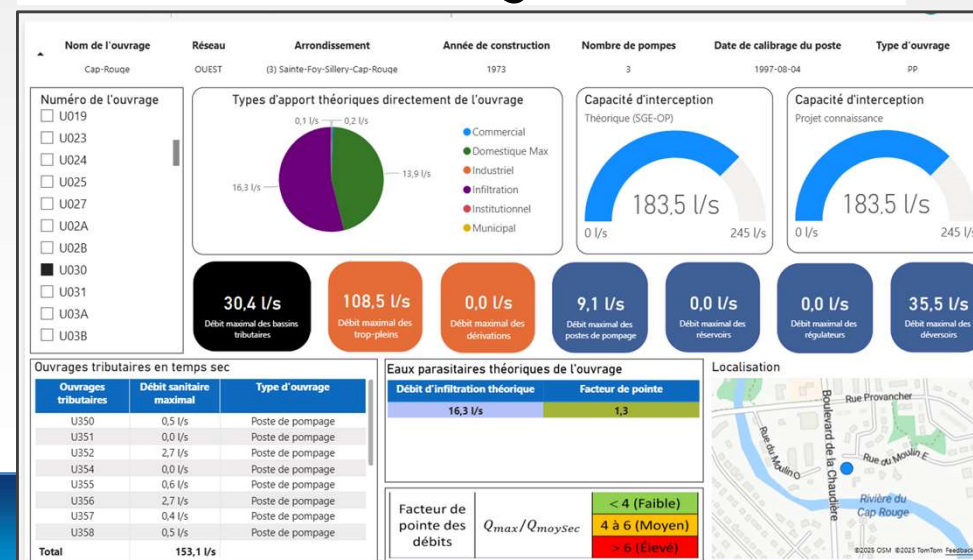 Nom de l'ouvrage Réseau Arrondissement Année de construction Nombre de pompes Date de calibrage du poste Type d'ouvrage
Cap-Rouge OUEST (3) Sainte-Foy-Sillery-Cap-Rouge 1973 3 1997-08-04 PP
Numéro de l'ouvrage
U019
U023
U024
U025
U027
U02A
U02B
U030
U031
U03A
U03B
Types d'apport théoriques directement de l'ouvrage
0,1 l/s 0,2 l/s
13,9 l/s
16,3 l/s
Commercial
Domestique Max
Industriel
Infiltration
Institutionnel
Municipal
Capacité d'interception
Théorique (SGE-OP)
183,5 l/s
0 l/s 245 l/s
Capacité d'interception
Projet connaissance
183,5 l/s
0 l/s 245 l/s
30,4 l/s
Débit maximal des bassins
tributaires
108,5 l/s
Débit maximal des
trop-pleins
0,0 l/s
Débit maximal des
dérivations
9,1 l/s
Débit maximal des
postes de pompage
0,0 l/s
Débit maximal des
réservoirs
0,0 l/s
Débit maximal des
régulateurs
35,5 l/s
Débit maximal des
déversoirs
Ouvrages tributaires en temps sec
Ouvrages Débit sanitaire Type d'ouvrage
tributaires maximal
U350 0,5 l/s Poste de pompage
U351 0,0 l/s Poste de pompage
U352 2,7 l/s Poste de pompage
U354 0,0 l/s Poste de pompage
U355 0,6 l/s Poste de pompage
U356 2,7 l/s Poste de pompage
U357 0,4 l/s Poste de pompage
U358 0,5 l/s Poste de pompage
Total 153,1 l/s
Eaux parasitaires théoriques de l'ouvrage
Débit d'infiltration théorique Facteur de pointe
16,3 l/s 1,3
Facteur de
pointe des
débits
Qmax/QmoySec
< 4 (Faible)
4 à 6 (Moyen)
> 6 (Élevé)
Localisation
Rue Provancher
Boulevard de la Chaudière
Rue du Moulin O
Rue du Moulin E
Rivière du
Cap Rouge
©2025 OSM ©2025 TomTom Feedback